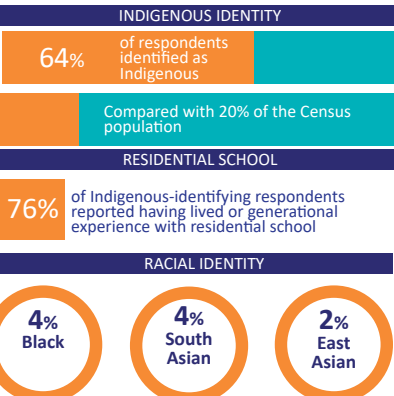 INDIGENOUS IDENTITY
64%
of respondents
identified as
Indigenous
Compared with 20% of the Census
population
RESIDENTIAL SCHOOL
76%
of Indigenous-identifying respondents
reported having lived or generational
experience with residential school
RACIAL IDENTITY
4%
Black
4%
South
Asian
2%
East
Asian